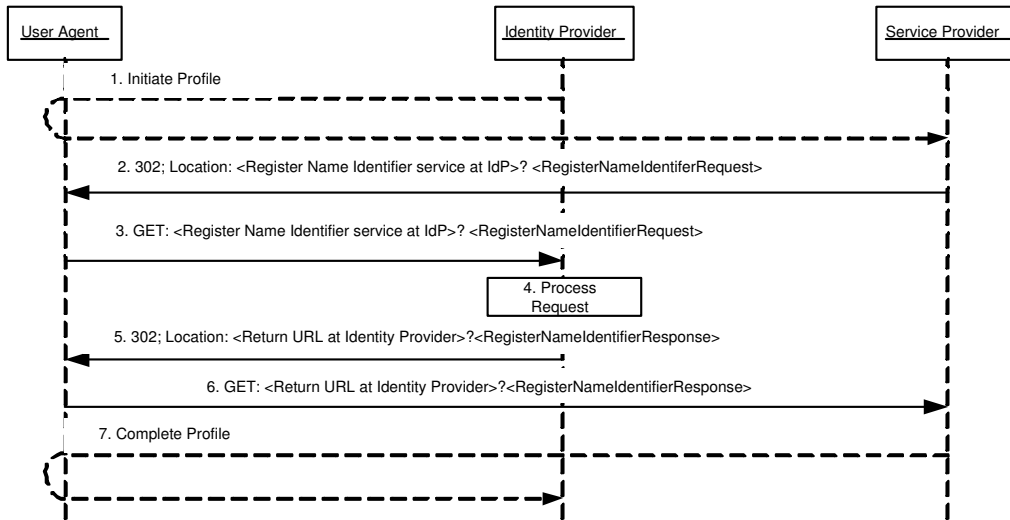 User Agent
Identity Provider
Service Provider
1. Initiate Profile
2. 302; Location: <Register Name Identifier service at IdP>? <RegisterNameIdentiferRequest>
3. GET: <Register Name Identifier service at IdP>? <RegisterNameIdentifierRequest>
4. Process
Request
5. 302; Location: <Return URL at Identity Provider>?<RegisterNameIdentifierResponse>
6. GET: <Return URL at Identity Provider>?<RegisterNameIdentifierResponse>
7. Complete Profile